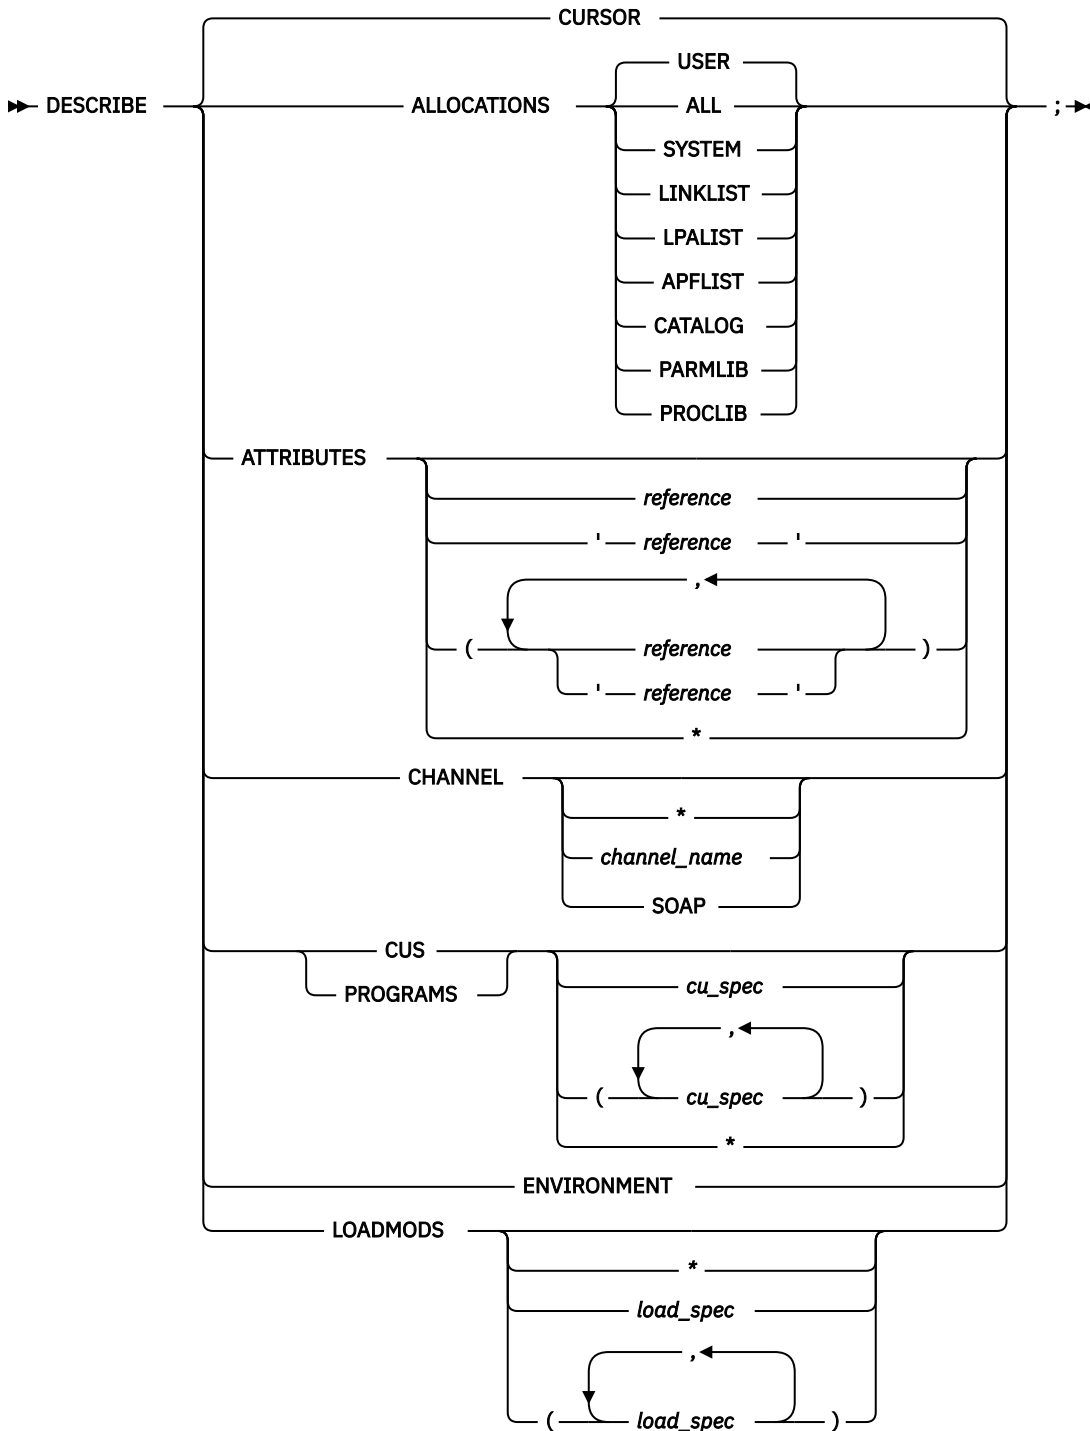 CURSOR
USER
DESCRIBE ALLOCATIONS ALL ;
SYSTEM
LINKLIST
LPALIST
APFLIST
CATALOG
PARMLIB
PROCLIB
ATTRIBUTES
reference
' reference '
,
( reference )
' reference '
*
CHANNEL
*
channel_name
SOAP
CUS
PROGRAMS
cu_spec
,
( cu_spec )
*
ENVIRONMENT
LOADMODS
*
load_spec
,
( load_spec )